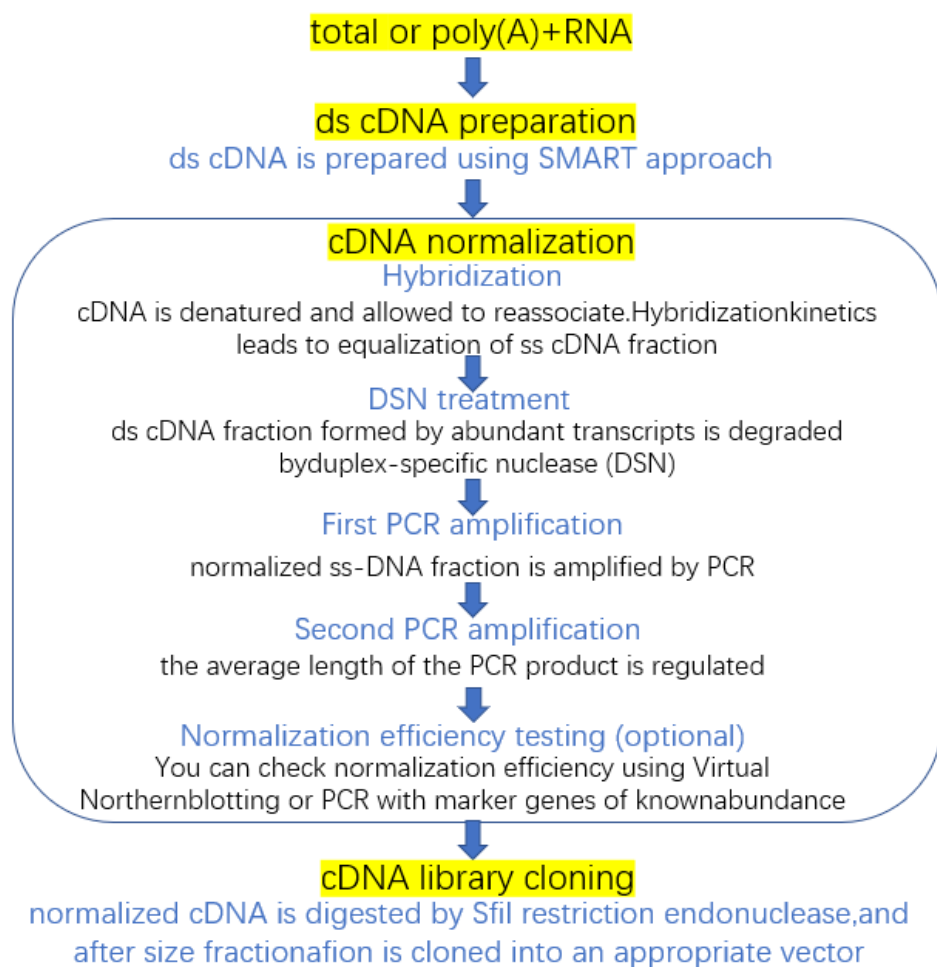 total or poly(A)+RNA
ds cDNA preparation
ds cDNA is prepared using SMART approach
cDNA normalization
Hybridization
cDNA is denatured and allowed to reassociate.Hybridizationkinetics
leads to equalization of ss cDNA fraction
DSN treatment
ds cDNA fraction formed by abundant transcripts is degraded
byduplex-specific nuclease (DSN)
First PCR amplification
normalized ss-DNA fraction is amplified by PCR
Second PCR amplification
the average length of the PCR product is regulated
Normalization efficiency testing (optional)
You can check normalization efficiency using Virtual
Northernblotting or PCR with marker genes of knownabundance
cDNA library cloning
normalized cDNA is digested by Sfil restriction endonuclease,and
after size fractionafion is cloned into an appropriate vector